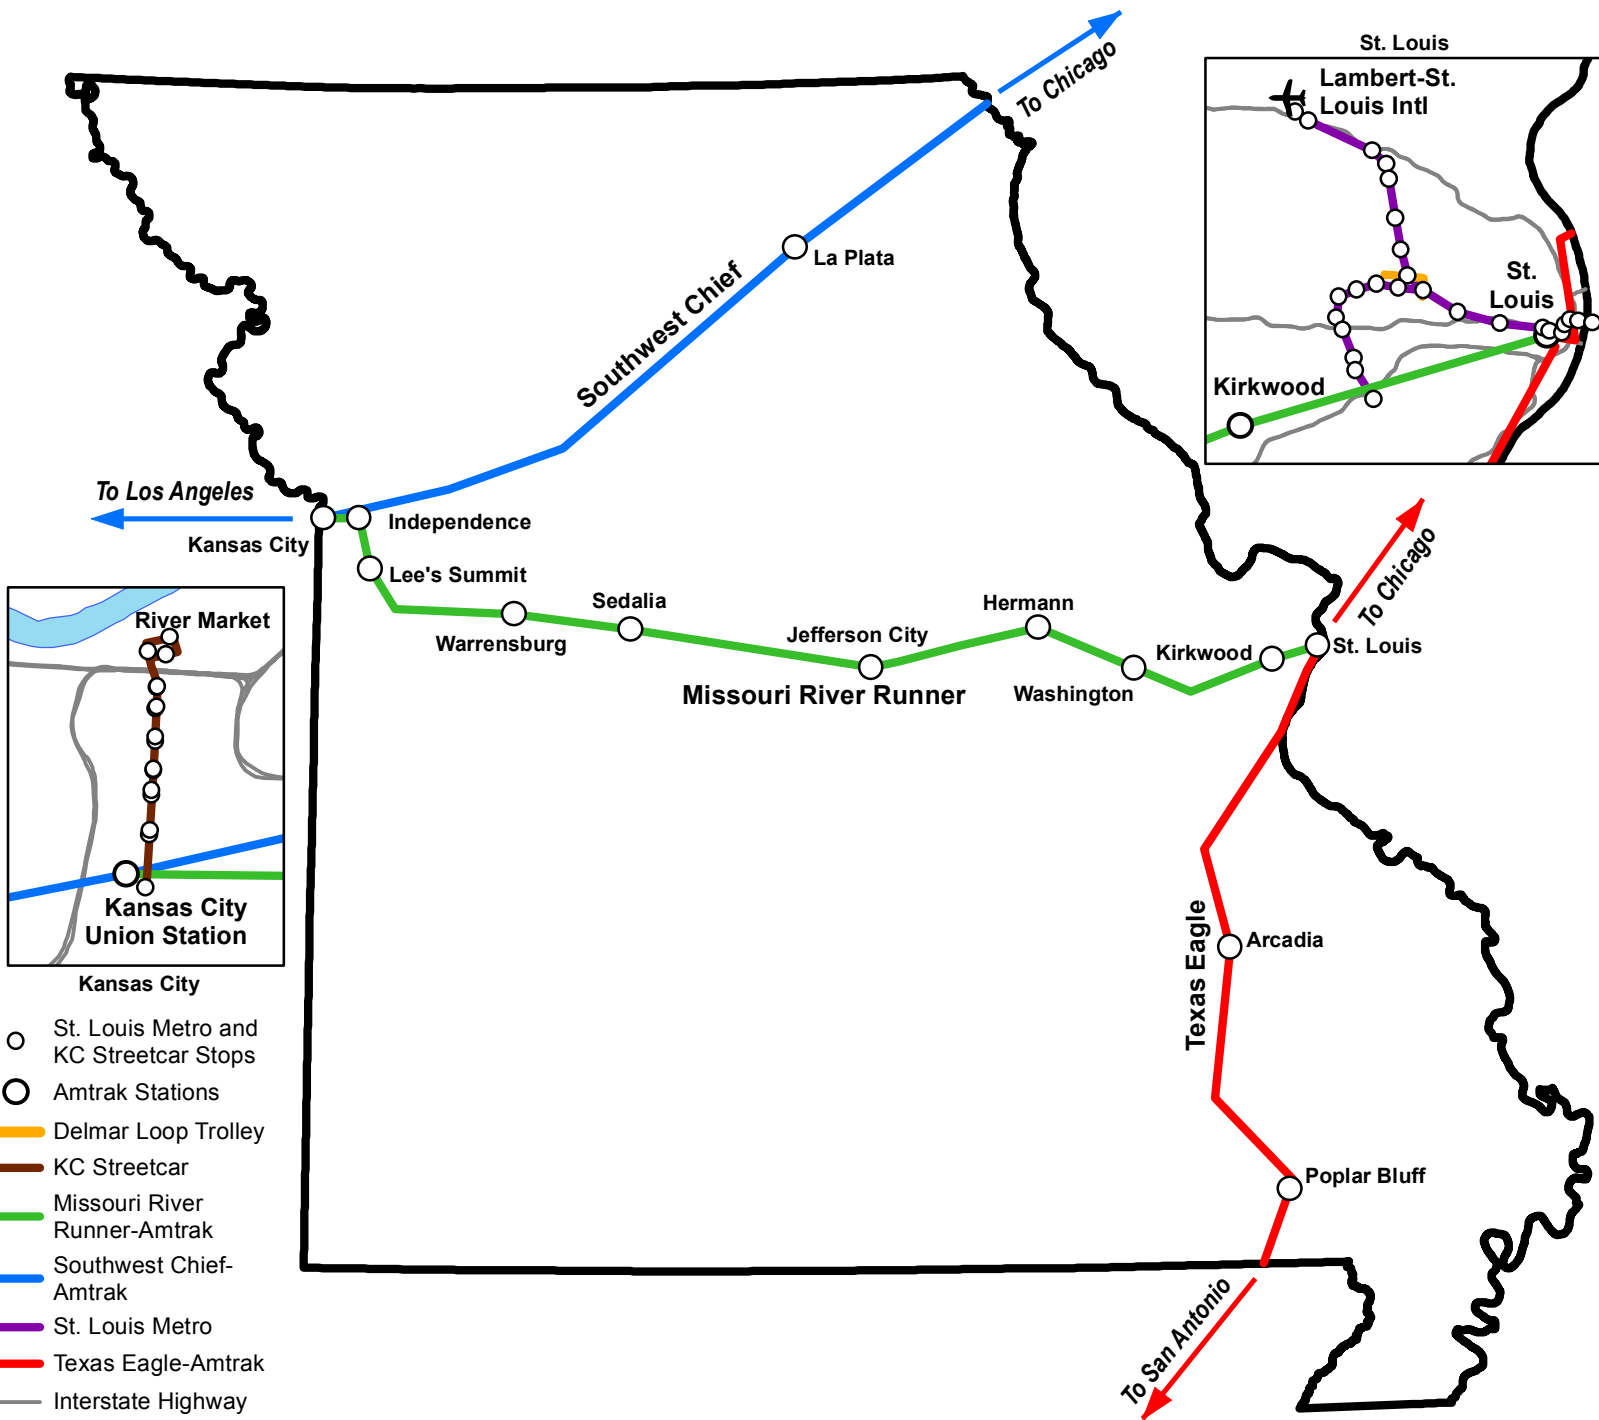 To Chicago
St. Louis
Lambert-St.
Louis Intl
St.
Louis
Kirkwood
La Plata
Southwest Chief
To Los Angeles
Kansas City
Independence
Lee's Summit
Warrensburg
Sedalia
Jefferson City
Missouri River Runner
Hermann
Washington
Kirkwood
St. Louis
To Chicago
River Market
Kansas City
Union Station
Kansas City
Texas Eagle
Arcadia
Poplar Bluff
To San Antonio
St. Louis Metro and
KC Streetcar Stops
Amtrak Stations
Delmar Loop Trolley
KC Streetcar
Missouri River
Runner-Amtrak
Southwest Chief-
Amtrak
St. Louis Metro
Texas Eagle-Amtrak
Interstate Highway